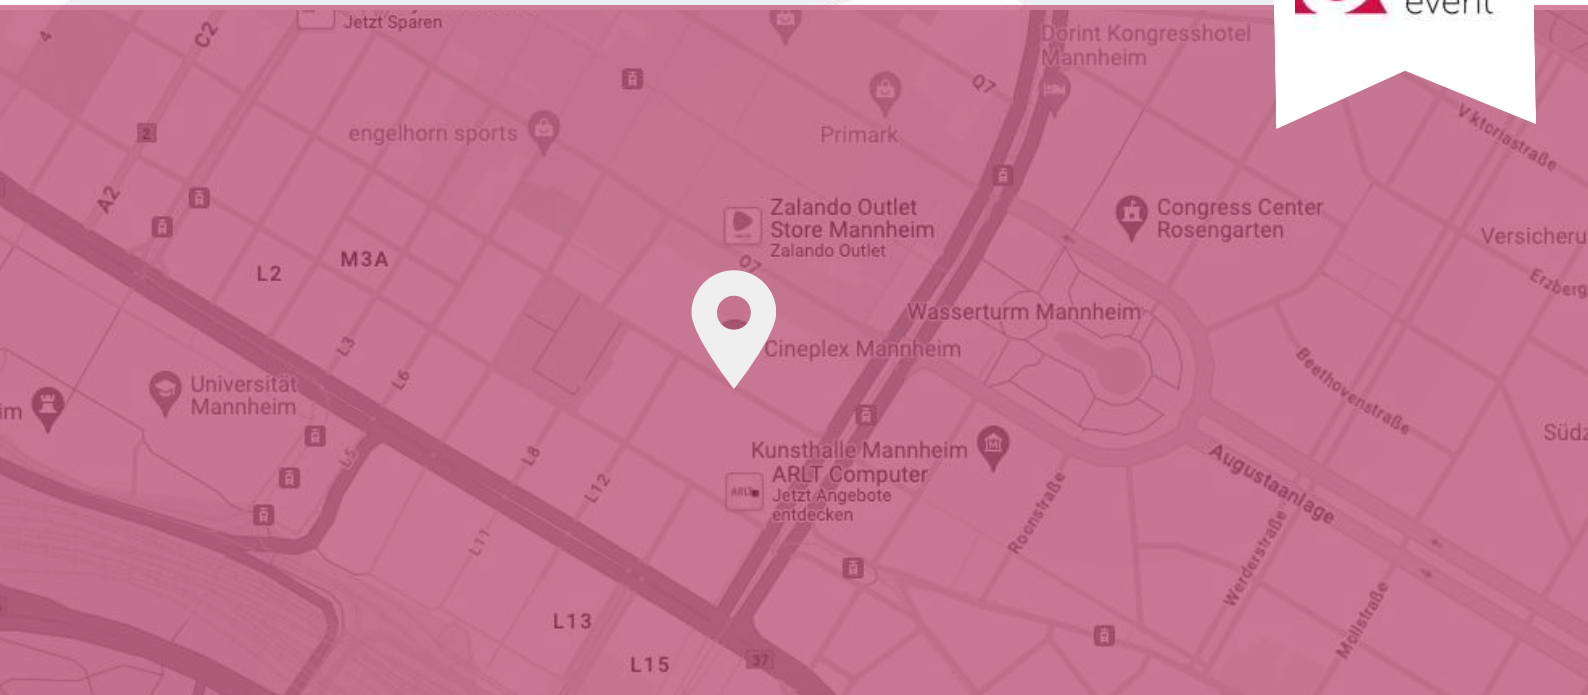 event
Jetzt Sparen
Dorint Kongresshotel
Mannheim
4
C2
Q7
engelhorn sports
Primark
2
Viktoriastraße
A2
Zalando Outlet
Store Mannheim
Zalando Outlet
Congress Center
Rosengarten
Versicheru
M3A
L2
O7
Erzberg
Wasserturm Mannheim
Cineplex Mannheim
L3
L6
Beethovenstraße
Universität
Mannheim
im
Südz
Kunsthalle Mannheim
ARLT Computer
Jetzt Angebote
entdecken
ARLT
L5
L8
L12
Augustaanlage
Roonstraße
L11
Werderstraße
Mollstraße
L13
L15
37